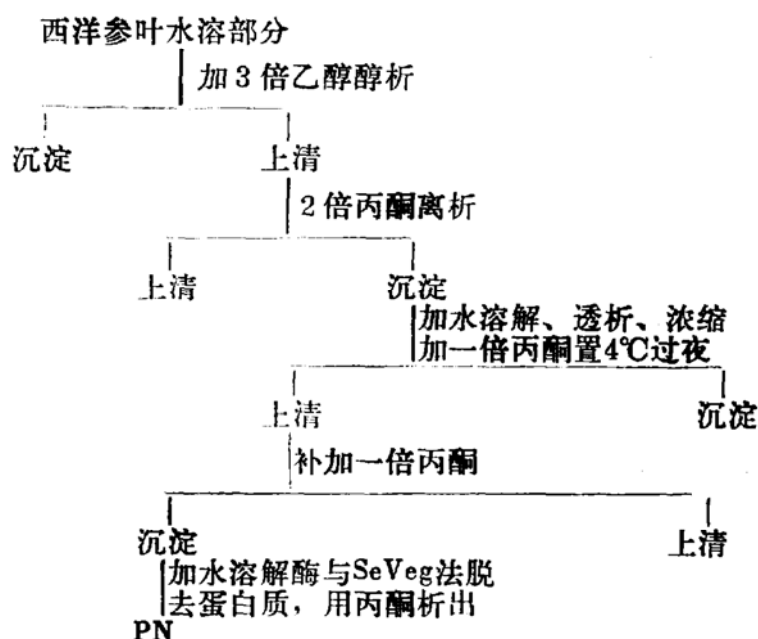 西洋参叶水溶部分
加3倍乙醇醇析
沉淀 上清
2倍丙酮离析
上清 沉淀
加水溶解、透析、浓缩
加一倍丙酮置4℃过夜
上清 沉淀
补加一倍丙酮
沉淀 上清
加水溶解酶与SeVeg法脱
去蛋白质，用丙酮析出
PN